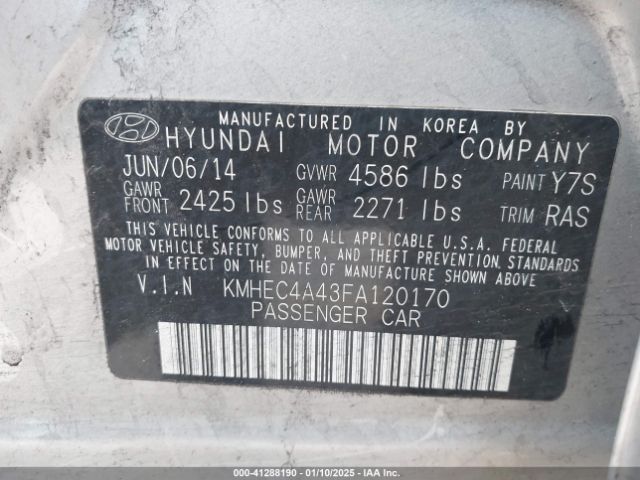 MANUFACTURED IN KOREA BY
HYUNDAI MOTOR COMPANY
JUN/06/14 GVWR 4586 lbs PAINT Y7S
GAWR FRONT 2425 lbs GAWR REAR 2271 lbs TRIM RAS
THIS VEHICLE CONFORMS TO ALL APPLICABLE U.S.A. FEDERAL
MOTOR VEHICLE SAFETY, BUMPER, AND THEFT PREVENTION STANDARDS
IN EFFECT ON THE DATE OF MANUFACTURE SHOWN ABOVE
V.I.N KMHEC4A43FA120170
PASSENGER CAR
000-41288190 - 01/10/2025 - IAA Inc.